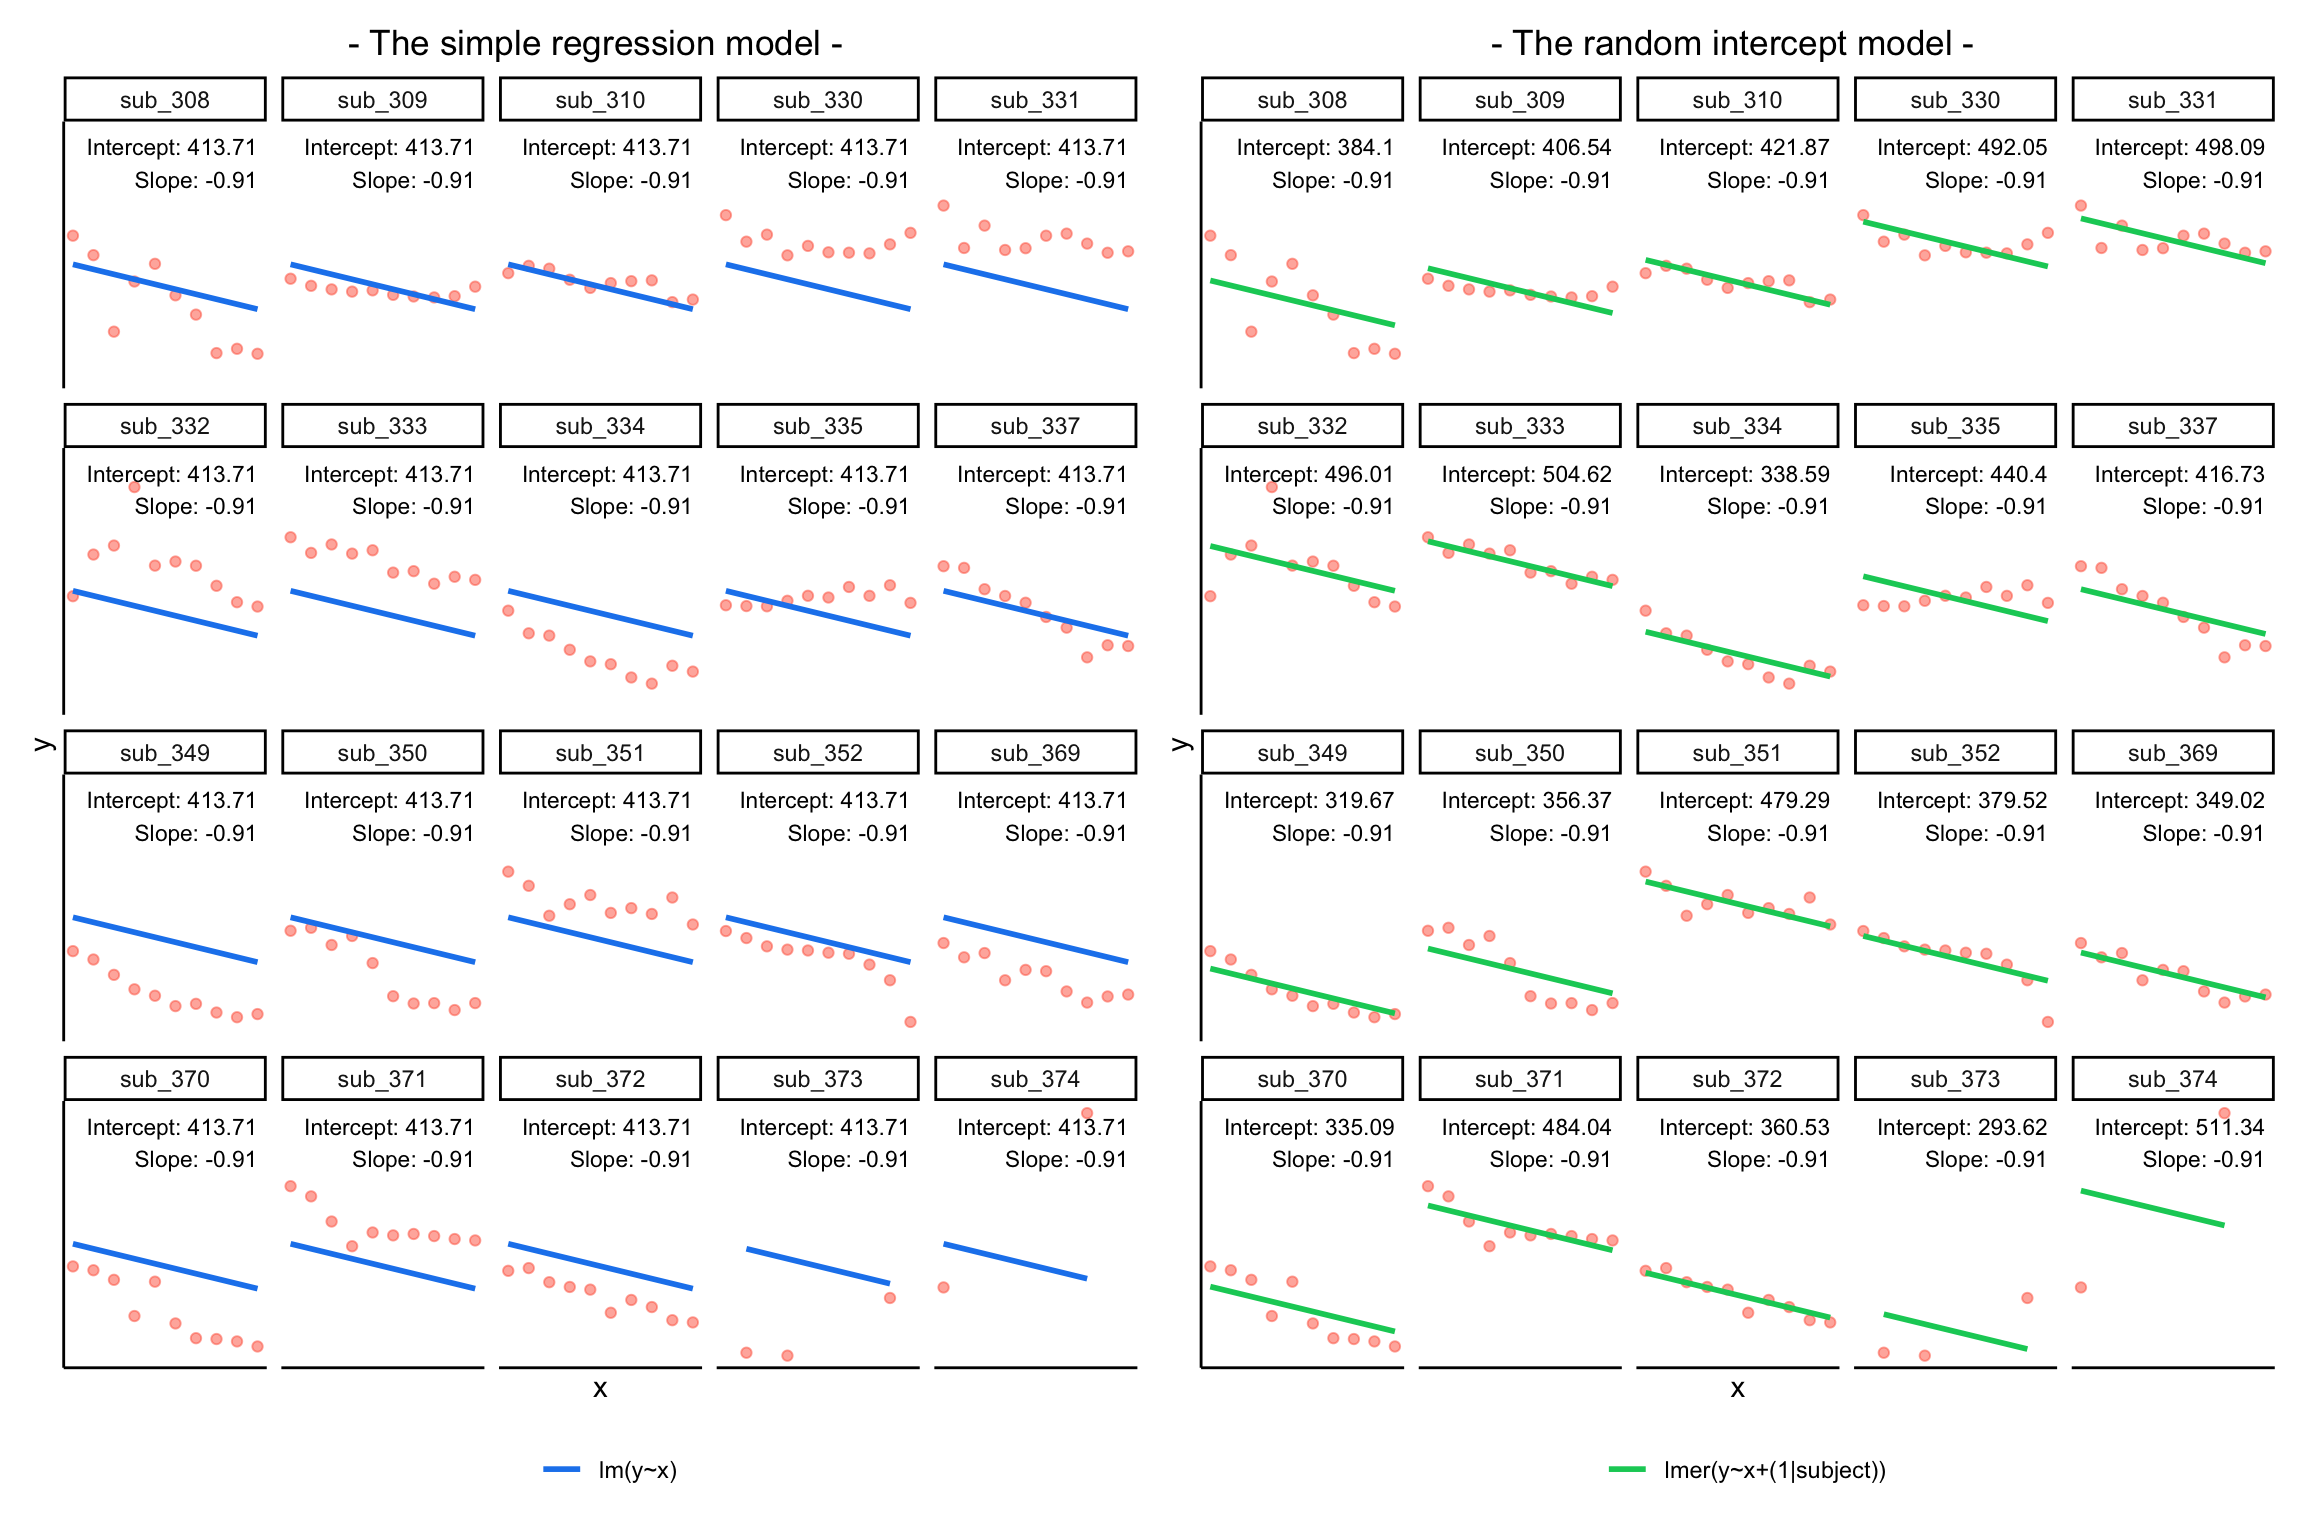 - The simple regression model -
sub_308 sub_309 sub_310 sub_330 sub_331
Intercept: 413.71 Intercept: 413.71 Intercept: 413.71 Intercept: 413.71 Intercept: 413.71
Slope: -0.91 Slope: -0.91 Slope: -0.91 Slope: -0.91 Slope: -0.91
sub_332 sub_333 sub_334 sub_335 sub_337
Intercept: 413.71 Intercept: 413.71 Intercept: 413.71 Intercept: 413.71 Intercept: 413.71
Slope: -0.91 Slope: -0.91 Slope: -0.91 Slope: -0.91 Slope: -0.91
y
sub_349 sub_350 sub_351 sub_352 sub_369
Intercept: 413.71 Intercept: 413.71 Intercept: 413.71 Intercept: 413.71 Intercept: 413.71
Slope: -0.91 Slope: -0.91 Slope: -0.91 Slope: -0.91 Slope: -0.91
sub_370 sub_371 sub_372 sub_373 sub_374
Intercept: 413.71 Intercept: 413.71 Intercept: 413.71 Intercept: 413.71 Intercept: 413.71
Slope: -0.91 Slope: -0.91 Slope: -0.91 Slope: -0.91 Slope: -0.91
x
lm(y~x)
- The random intercept model -
sub_308 sub_309 sub_310 sub_330 sub_331
Intercept: 384.1 Intercept: 406.54 Intercept: 421.87 Intercept: 492.05 Intercept: 498.09
Slope: -0.91 Slope: -0.91 Slope: -0.91 Slope: -0.91 Slope: -0.91
sub_332 sub_333 sub_334 sub_335 sub_337
Intercept: 496.01 Intercept: 504.62 Intercept: 338.59 Intercept: 440.4 Intercept: 416.73
Slope: -0.91 Slope: -0.91 Slope: -0.91 Slope: -0.91 Slope: -0.91
y
sub_349 sub_350 sub_351 sub_352 sub_369
Intercept: 319.67 Intercept: 356.37 Intercept: 479.29 Intercept: 379.52 Intercept: 349.02
Slope: -0.91 Slope: -0.91 Slope: -0.91 Slope: -0.91 Slope: -0.91
sub_370 sub_371 sub_372 sub_373 sub_374
Intercept: 335.09 Intercept: 484.04 Intercept: 360.53 Intercept: 293.62 Intercept: 511.34
Slope: -0.91 Slope: -0.91 Slope: -0.91 Slope: -0.91 Slope: -0.91
x
lmer(y~x+(1|subject))